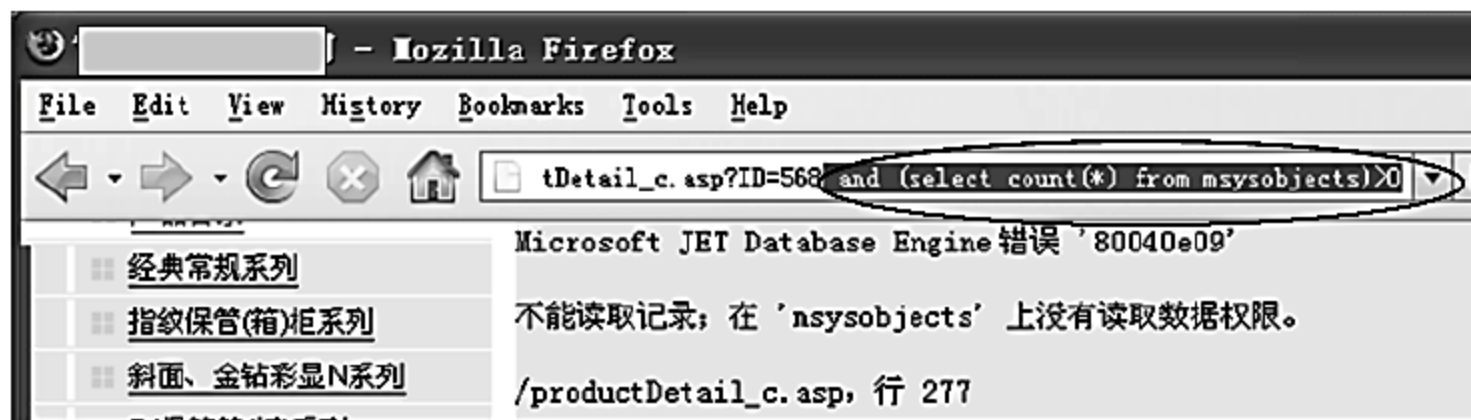 - Mozilla Firefox
File Edit View History Bookmarks Tools Help
tDetail_c.asp?ID=568 and (select count(*) from msysobjects)>0
Microsoft JET Database Engine 错误 '80040e09'
经典常规系列
不能读取记录；在 'msysobjects' 上没有读取数据权限。
指纹保管(箱)柜系列
斜面、金钻彩显N系列
/productDetail_c.asp，行 277